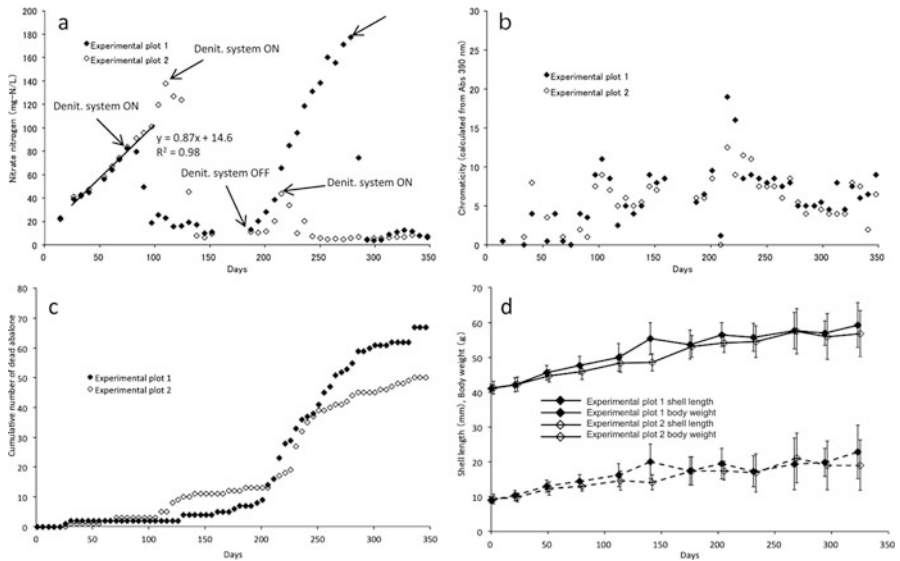 a
Nitrate nitrogen (mg-N/L)
200
180
160
140
120
100
80
60
40
20
0
Experimental plot 1
Experimental plot 2
Denit. system ON
Denit. system ON
y = 0.87x + 14.6
R² = 0.98
Denit. system OFF
Denit. system ON
0 50 100 150 200 250 300 350
Days
b
Chromaticity (calculated from Abs 390 nm)
30
25
20
15
10
5
0
Experimental plot 1
Experimental plot 2
0 50 100 150 200 250 300 350
Days
c
Cumulative number of dead abalone
80
70
60
50
40
30
20
10
0
Experimental plot 1
Experimental plot 2
0 50 100 150 200 250 300 350
Days
d
Shell length (mm), Body weight (g)
70
60
50
40
30
20
10
0
Experimental plot 1 shell length
Experimental plot 1 body weight
Experimental plot 2 shell length
Experimental plot 2 body weight
0 50 100 150 200 250 300 350
Days